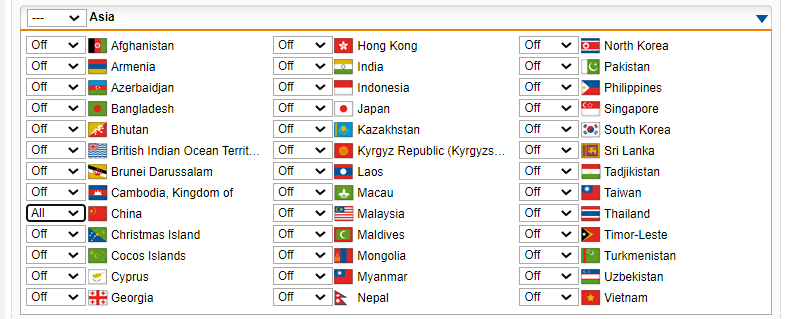 --- Asia
Off Afghanistan
Off Armenia
Off Azerbaidjan
Off Bangladesh
Off Bhutan
Off British Indian Ocean Territ...
Off Brunei Darussalam
Off Cambodia, Kingdom of
All China
Off Christmas Island
Off Cocos Islands
Off Cyprus
Off Georgia
Off Hong Kong
Off India
Off Indonesia
Off Japan
Off Kazakhstan
Off Kyrgyz Republic (Kyrgyzs...
Off Laos
Off Macau
Off Malaysia
Off Maldives
Off Mongolia
Off Myanmar
Off Nepal
Off North Korea
Off Pakistan
Off Philippines
Off Singapore
Off South Korea
Off Sri Lanka
Off Tadjikistan
Off Taiwan
Off Thailand
Off Timor-Leste
Off Turkmenistan
Off Uzbekistan
Off Vietnam